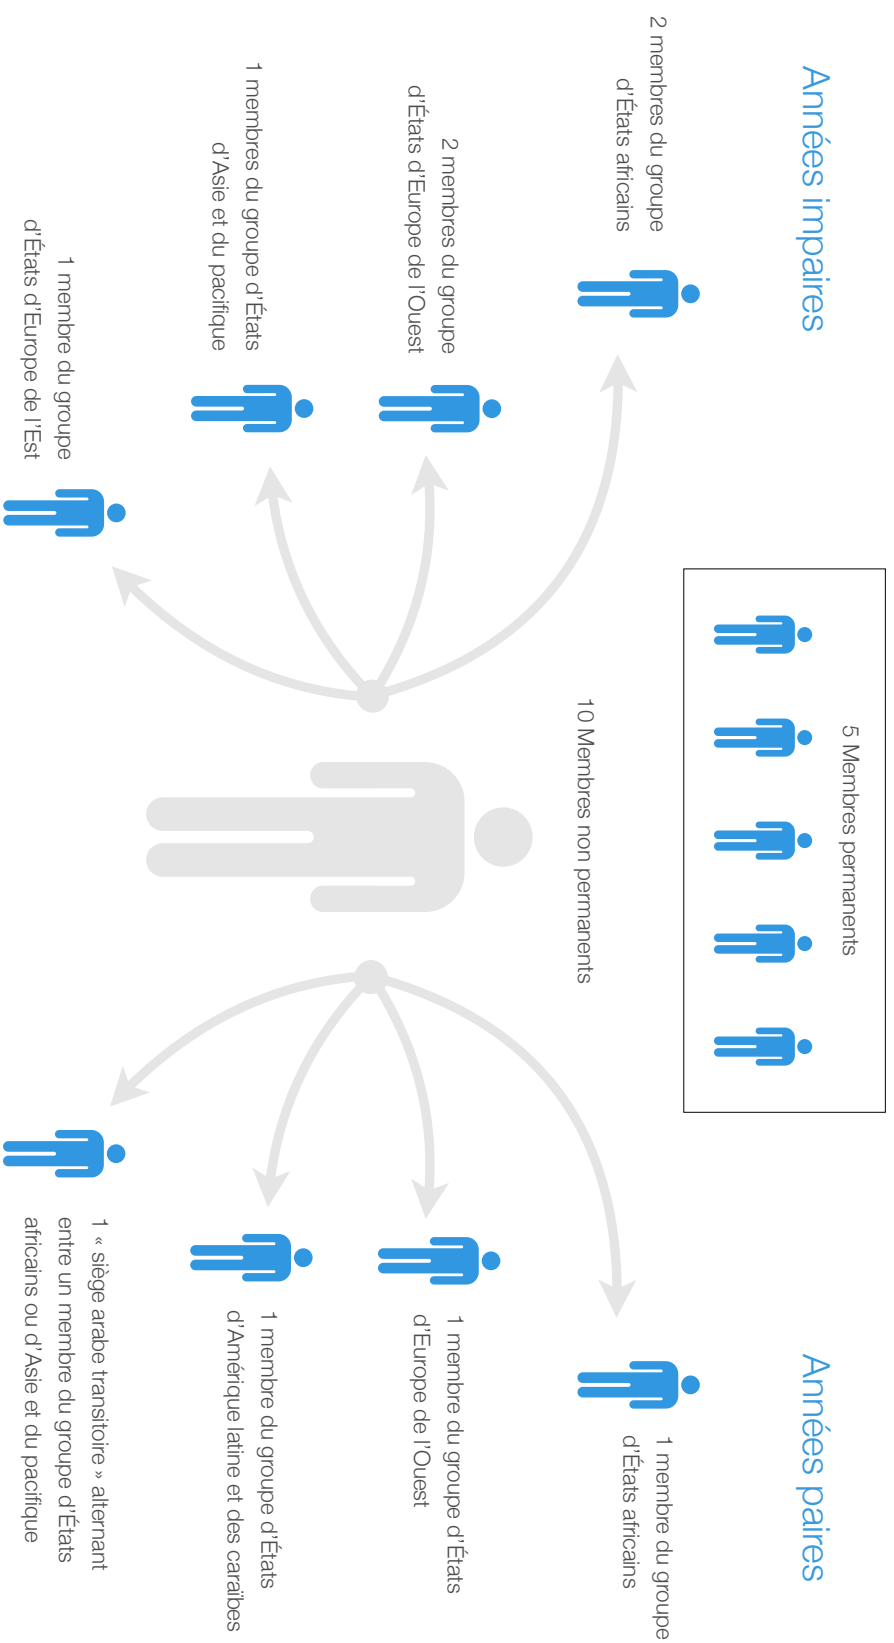 Années impaires
Années paires
5 Membres permanents
10 Membres non permanents
2 membres du groupe
d'États africains
2 membres du groupe
d'États d'Europe de l'Ouest
1 membres du groupe d'États
d'Asie et du pacifique
1 membre du groupe
d'États d'Europe de l'Est
1 membre du groupe
d'États africains
1 membre du groupe d'États
d'Europe de l'Ouest
1 membre du groupe d'États
d'Amérique latine et des caraïbes
1 « siège arabe transitoire » alternant
entre un membre du groupe d'États
africains ou d'Asie et du pacifique